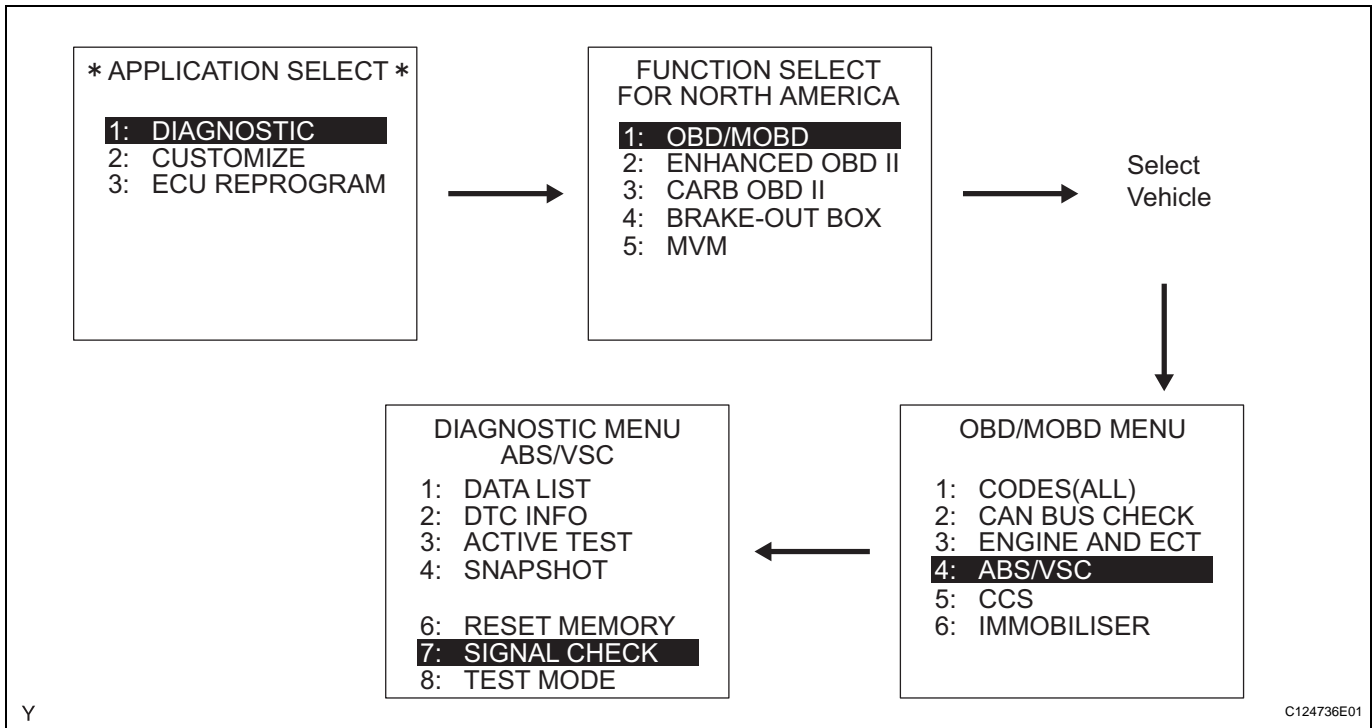 * APPLICATION SELECT *
1: DIAGNOSTIC
2: CUSTOMIZE
3: ECU REPROGRAM
FUNCTION SELECT
FOR NORTH AMERICA
1: OBD/MOBD
2: ENHANCED OBD II
3: CARB OBD II
4: BRAKE-OUT BOX
5: MVM
Select
Vehicle
OBD/MOBD MENU
1: CODES(ALL)
2: CAN BUS CHECK
3: ENGINE AND ECT
4: ABS/VSC
5: CCS
6: IMMOBILISER
DIAGNOSTIC MENU
ABS/VSC
1: DATA LIST
2: DTC INFO
3: ACTIVE TEST
4: SNAPSHOT
6: RESET MEMORY
7: SIGNAL CHECK
8: TEST MODE
Y
C124736E01